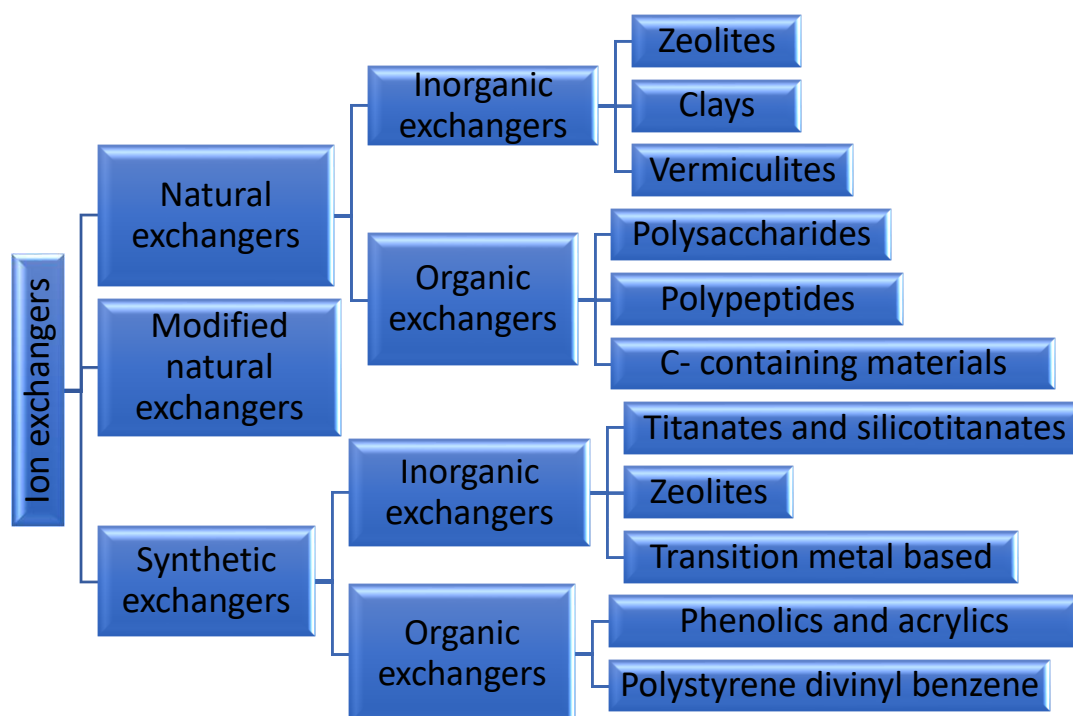 Ion exchangers
Natural
exchangers
Inorganic
exchangers
Zeolites
Clays
Vermiculites
Organic
exchangers
Polysaccharides
Polypeptides
C- containing materials
Modified
natural
exchangers
Synthetic
exchangers
Inorganic
exchangers
Titanates and silicotitanates
Zeolites
Transition metal based
Organic
exchangers
Phenolics and acrylics
Polystyrene divinyl benzene